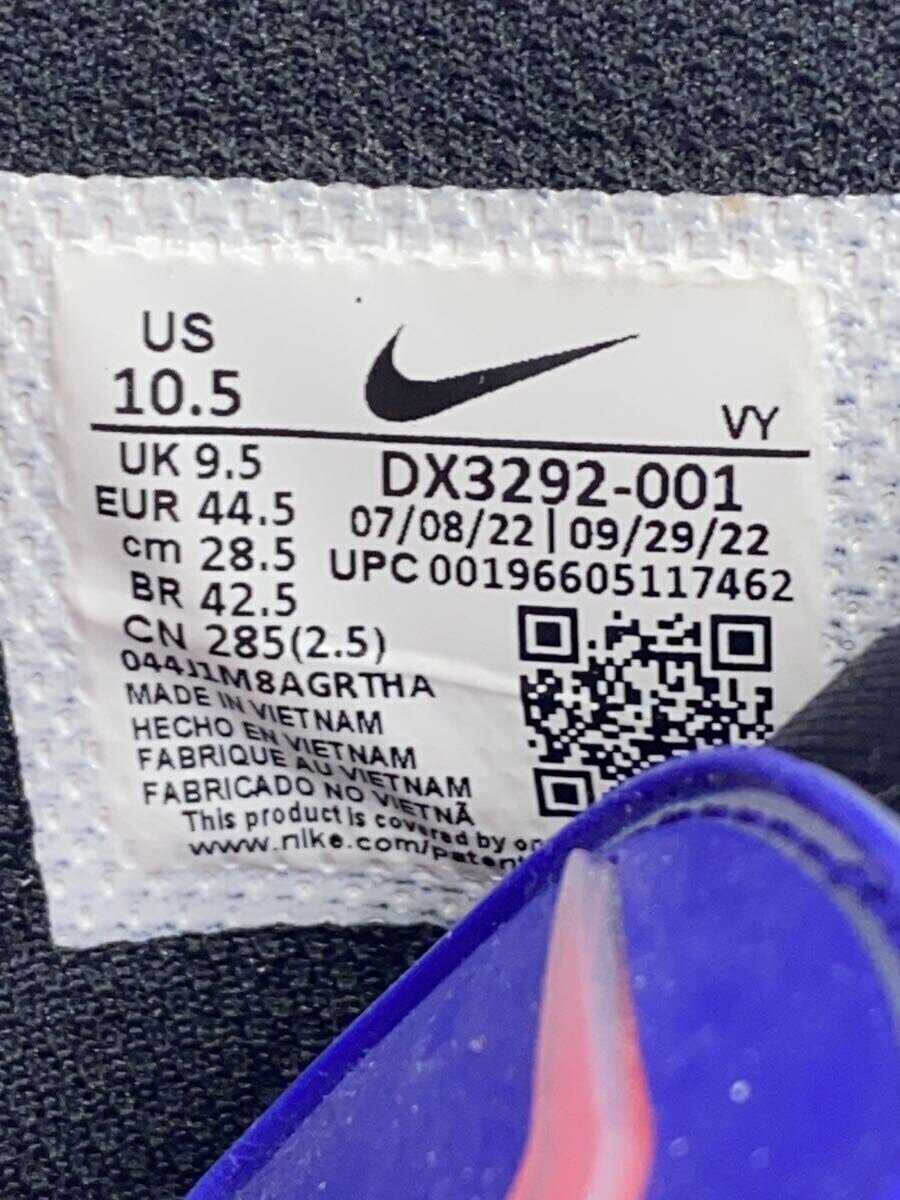 US
10.5
VY
UK 9.5
EUR 44.5
cm 28.5
BR 42.5
CN 285(2.5)
DX3292-001
07/08/22 | 09/29/22
UPC 00196605117462
044J1M8AGRTHA
MADE IN VIETNAM
HECHO EN VIETNAM
FABRIQUE AU VIETNAM
FABRICADO NO VIETNÃ
This product is covered by
www.nike.com/paten